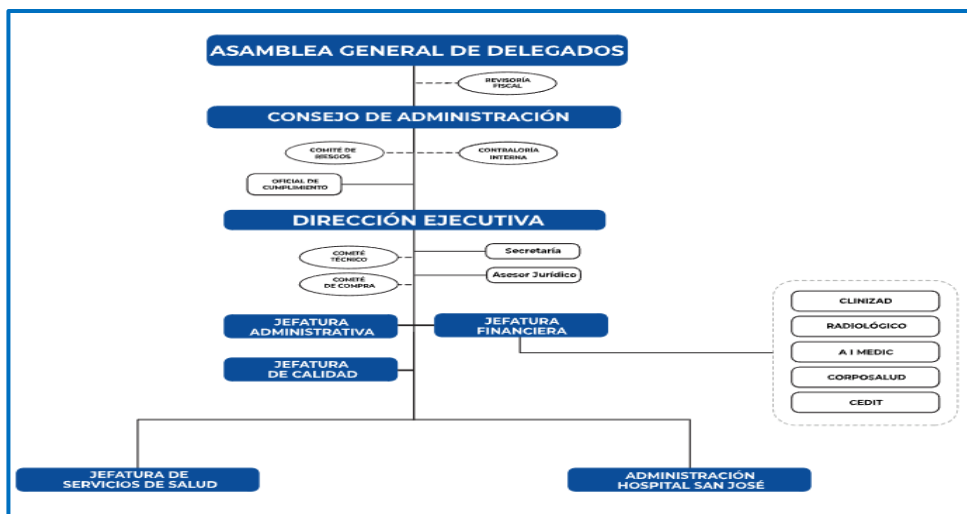 ASAMBLEA GENERAL DE DELEGADOS
REVISORÍA
FISCAL
CONSEJO DE ADMINISTRACIÓN
COMITÉ DE
RIESGOS
CONTRALORÍA
INTERNA
OFICIAL DE
CUMPLIMIENTO
DIRECCIÓN EJECUTIVA
COMITÉ
TÉCNICO
Secretaría
COMITÉ
DE COMPRA
Asesor Jurídico
JEFATURA
ADMINISTRATIVA
JEFATURA
FINANCIERA
JEFATURA
DE CALIDAD
CLINIZAD
RADIOLÓGICO
A I MEDIC
CORPOSALUD
CEDIT
JEFATURA DE
SERVICIOS DE SALUD
ADMINISTRACIÓN
HOSPITAL SAN JOSÉ